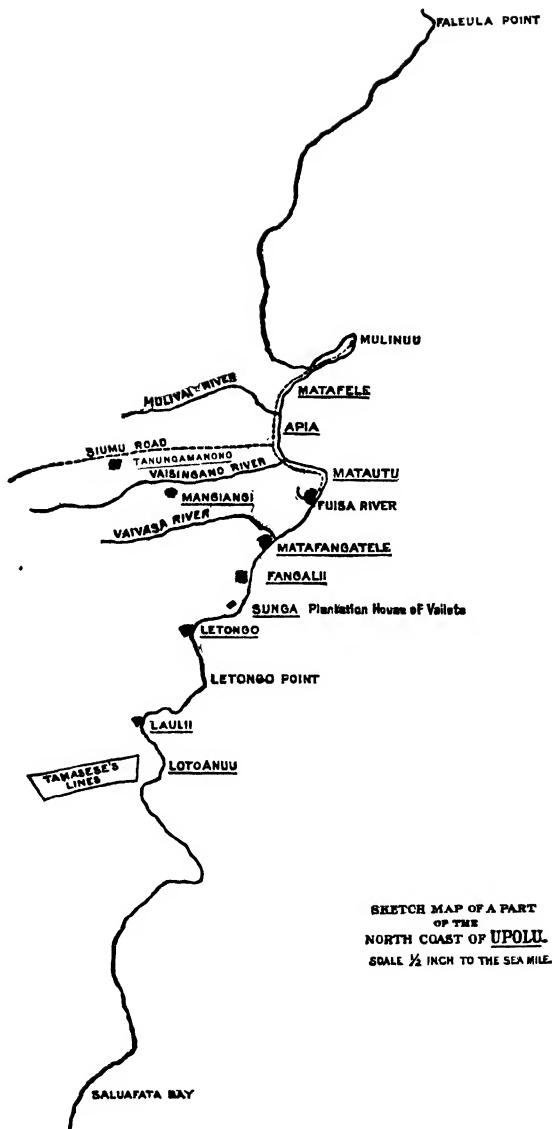 FALEULA POINT
MULINUU
MATAFELE
MULIVAI RIVER
APIA
SIUMU ROAD
TANUNGAMANONO
VAISINGANO RIVER
MATAUTU
MANGIANGI
FUISA RIVER
VAIVASA RIVER
MATAFANGATELE
FANGALII
SUNGA Plantation House of Vailele
LETONGO
LETONGO POINT
LAULII
LOTOANUU
TAMASESE'S
LINES
SKETCH MAP OF A PART
OF THE
NORTH COAST OF UPOLU.
SCALE ½ INCH TO THE SEA MILE.
SALUAFATA BAY